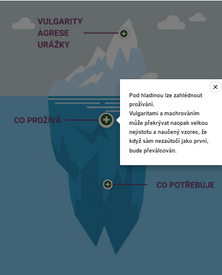 VULGARITY
AGRESE
URÁŽKY
Pod hladinou lze zahlédnout
prožívání.
Vulgaritami a machrováním
může překrývat naopak velkou
nejistotu a naučený vzorec, že
když sám nezaútočí jako první,
bude převálcován.
CO PROŽÍVÁ
CO POTŘEBUJE